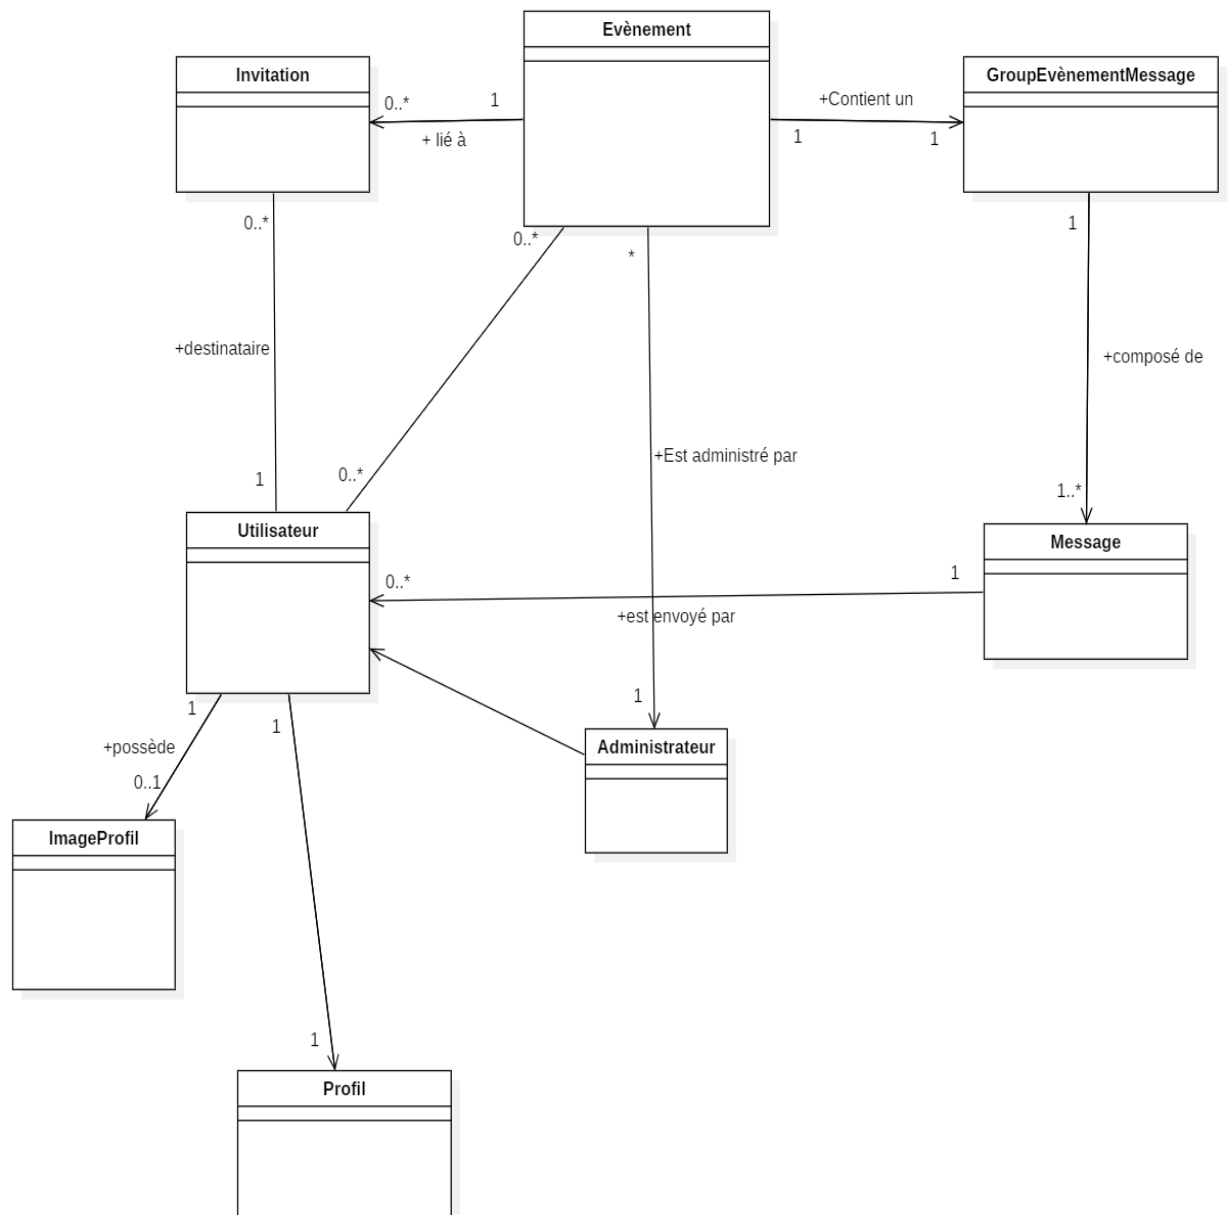 Evènement
Invitation
GroupEvènementMessage
0..*
1
+ lié à
+Contient un
1
1
0..*
0..*
*
1
+destinataire
+composé de
+Est administré par
0..*
1
1..*
Utilisateur
Message
0..*
1
+est envoyé par
1
1
1
+possède
0..1
Administrateur
ImageProfil
1
Profil